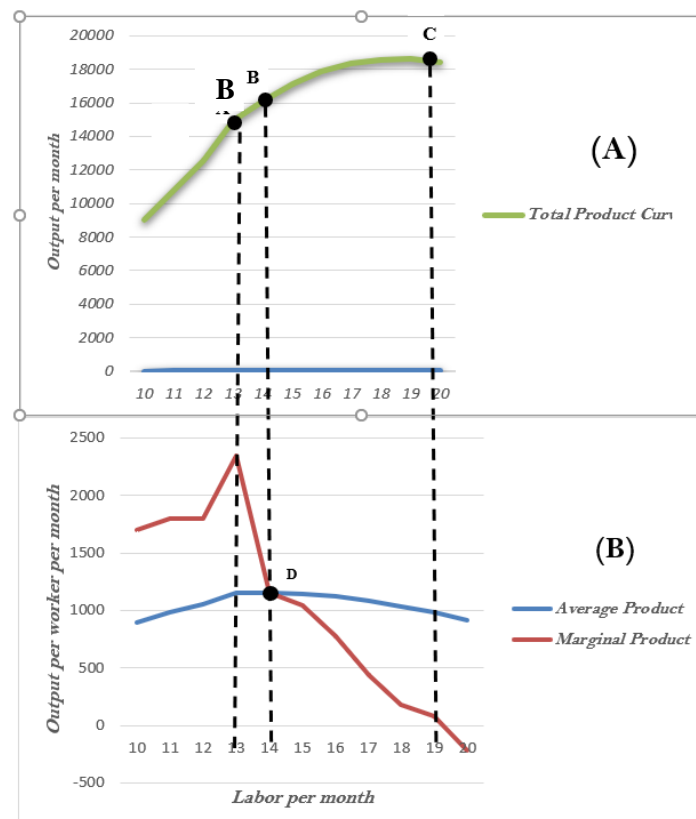 C
20000
18000
B
B
16000
14000
12000
10000
8000
6000
4000
2000
0
Output per month
10 11 12 13 14 15 16 17 18 19 20
(A)
Total Product Curv
2500
2000
1500
1000
500
0
-500
Output per worker per month
D
10 11 12 13 14 15 16 17 18 19 20
Labor per month
(B)
Average Product
Marginal Product